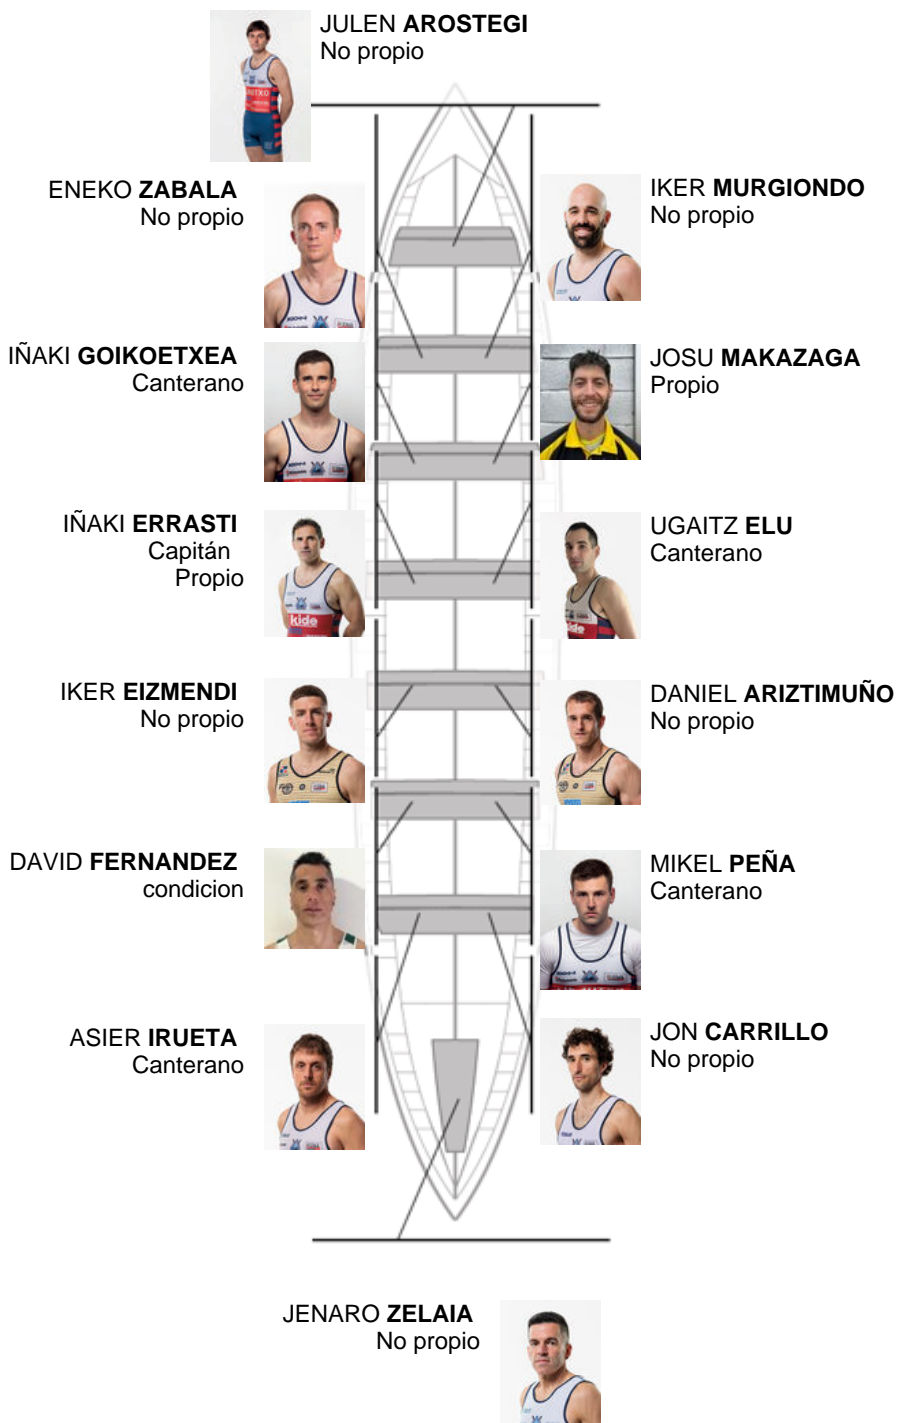 JULEN AROSTEGI
No propio
ENEKO ZABALA
No propio
IKER MURGIONDO
No propio
IÑAKI GOIKOETXEA
Canterano
JOSU MAKAZAGA
Propio
IÑAKI ERRASTI
Capitán
Propio
kide
UGAITZ ELU
Canterano
kide
IKER EIZMENDI
No propio
DANIEL ARIZTIMUÑO
No propio
DAVID FERNANDEZ
condicion
MIKEL PEÑA
Canterano
ASIER IRUETA
Canterano
JON CARRILLO
No propio
JENARO ZELAIA
No propio